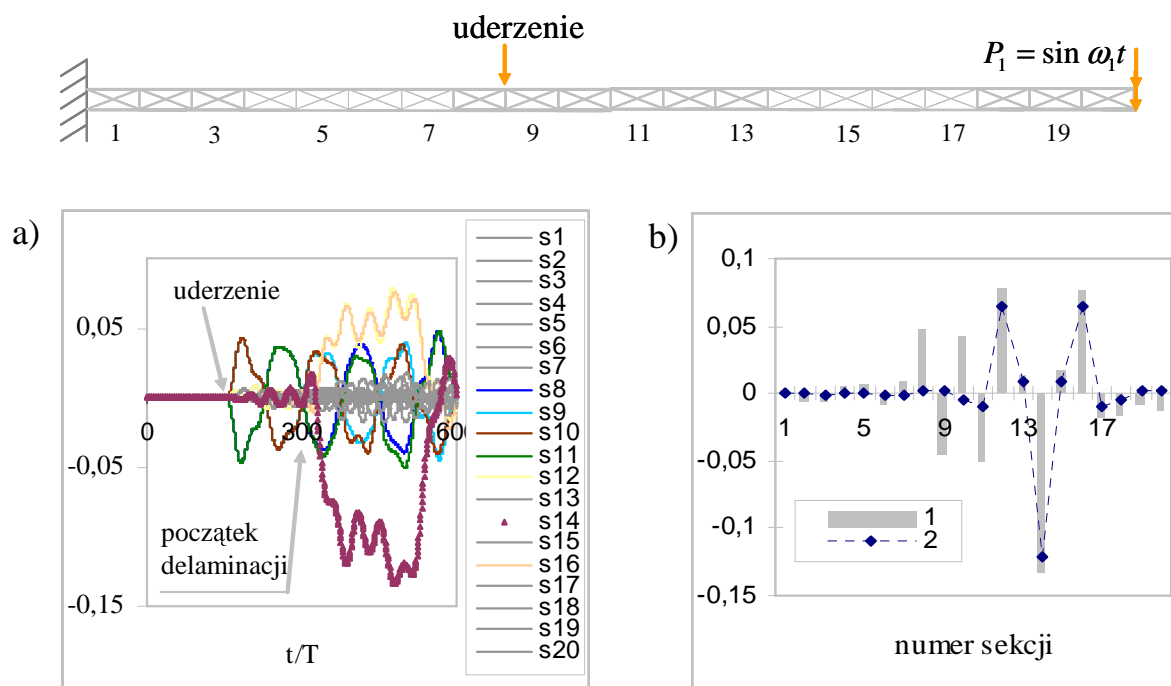 uderzenie
P₁ = sin ω₁t
1 3 5 7 9 11 13 15 17 19
a)
uderzenie
0,05
0 300 600
-0,05
początek
delaminacji
-0,15
t/T
s1
s2
s3
s4
s5
s6
s7
s8
s9
s10
s11
s12
s13
s14
s15
s16
s17
s18
s19
s20
b)
0,1
0,05
0
-0,05
-0,1
-0,15
1 5 9 13 17
1
2
numer sekcji